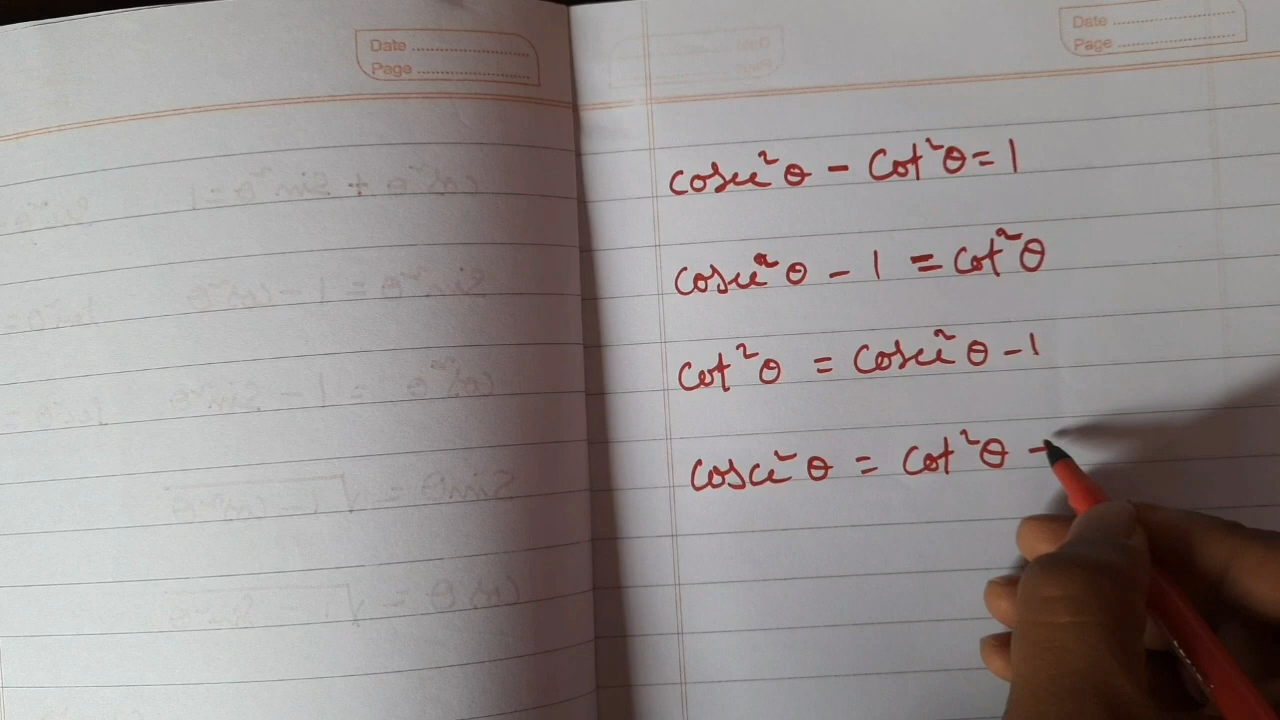 Date ..............................
Page ..............................
Date ..............................
Page ..............................
cosec²θ - cot²θ = 1
cosec²θ - 1 = cot²θ
cot²θ = cosec²θ - 1
cosec²θ = cot²θ -